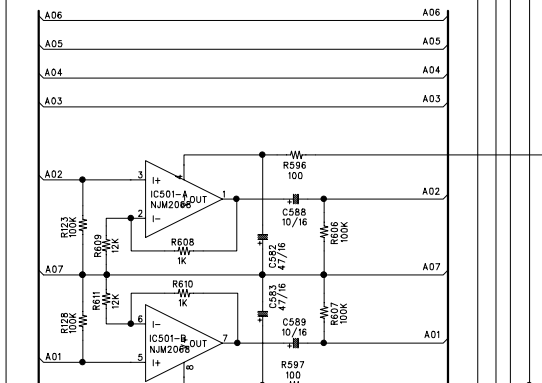 A06 A06
A05 A05
A04 A04
A03 A03
R596
100
A02 3 I+ 4 1 A02
IC501-A
NJM2068 OUT
2 I-
C588
10/16
R123
100K
R609
12K
R608
1K
C582
47/16
R606
100K
A07 A07
R611
12K
R610
1K
C583
47/16
R128
100K
R607
100K
6 I-
IC501-B
NJM2068 OUT 7
C589
10/16
A01
A01 5 I+
8
R597
100